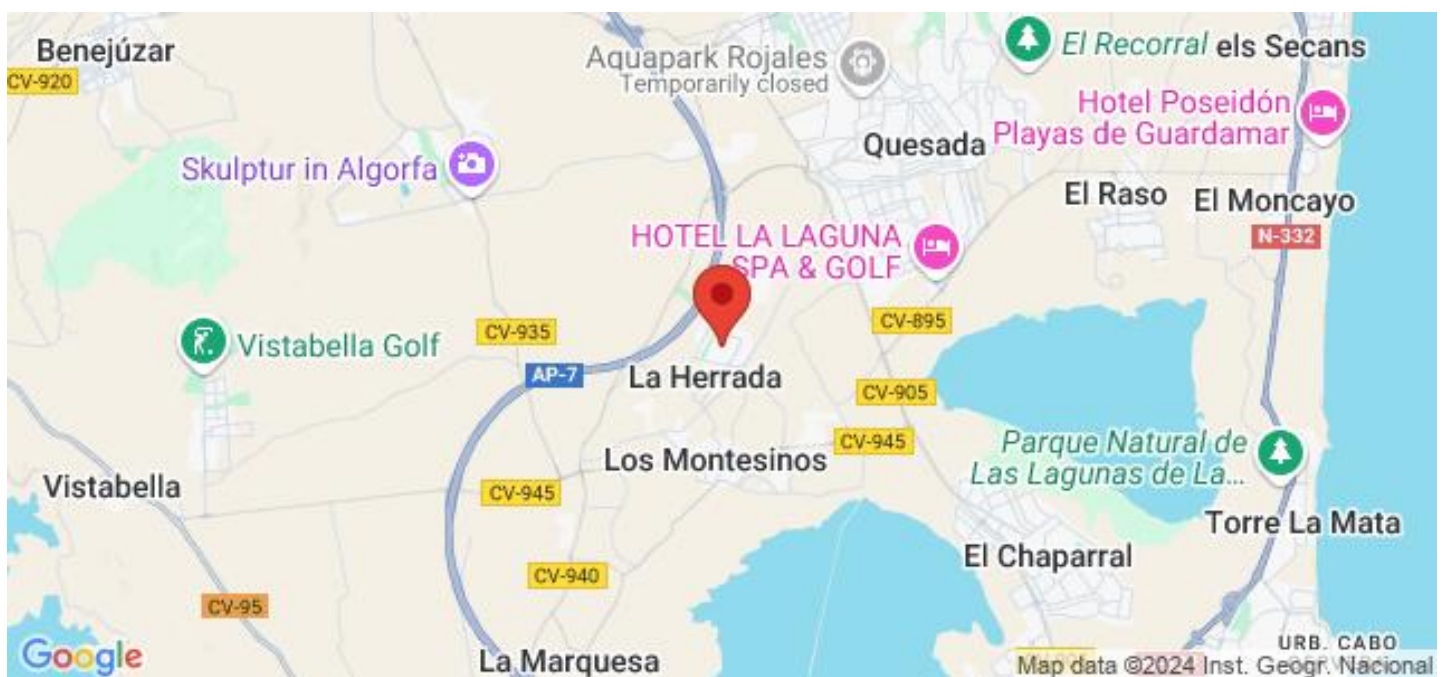 Benejúzar
CV-920
Aquapark Rojales
Temporarily closed
El Recorral
els Secans
Hotel Poseidón
Playas de Guardamar
Quesada
Skulptur in Algorfa
El Raso
El Moncayo
N-332
HOTEL LA LAGUNA
SPA & GOLF
CV-895
CV-935
Vistabella Golf
AP-7
La Herrada
CV-905
CV-945
Parque Natural de
Las Lagunas de La...
Los Montesinos
Vistabella
CV-945
Torre La Mata
El Chaparral
CV-940
CV-95
URB. CABO
Google
La Marquesa
Map data ©2024 Inst. Geogr. Nacional